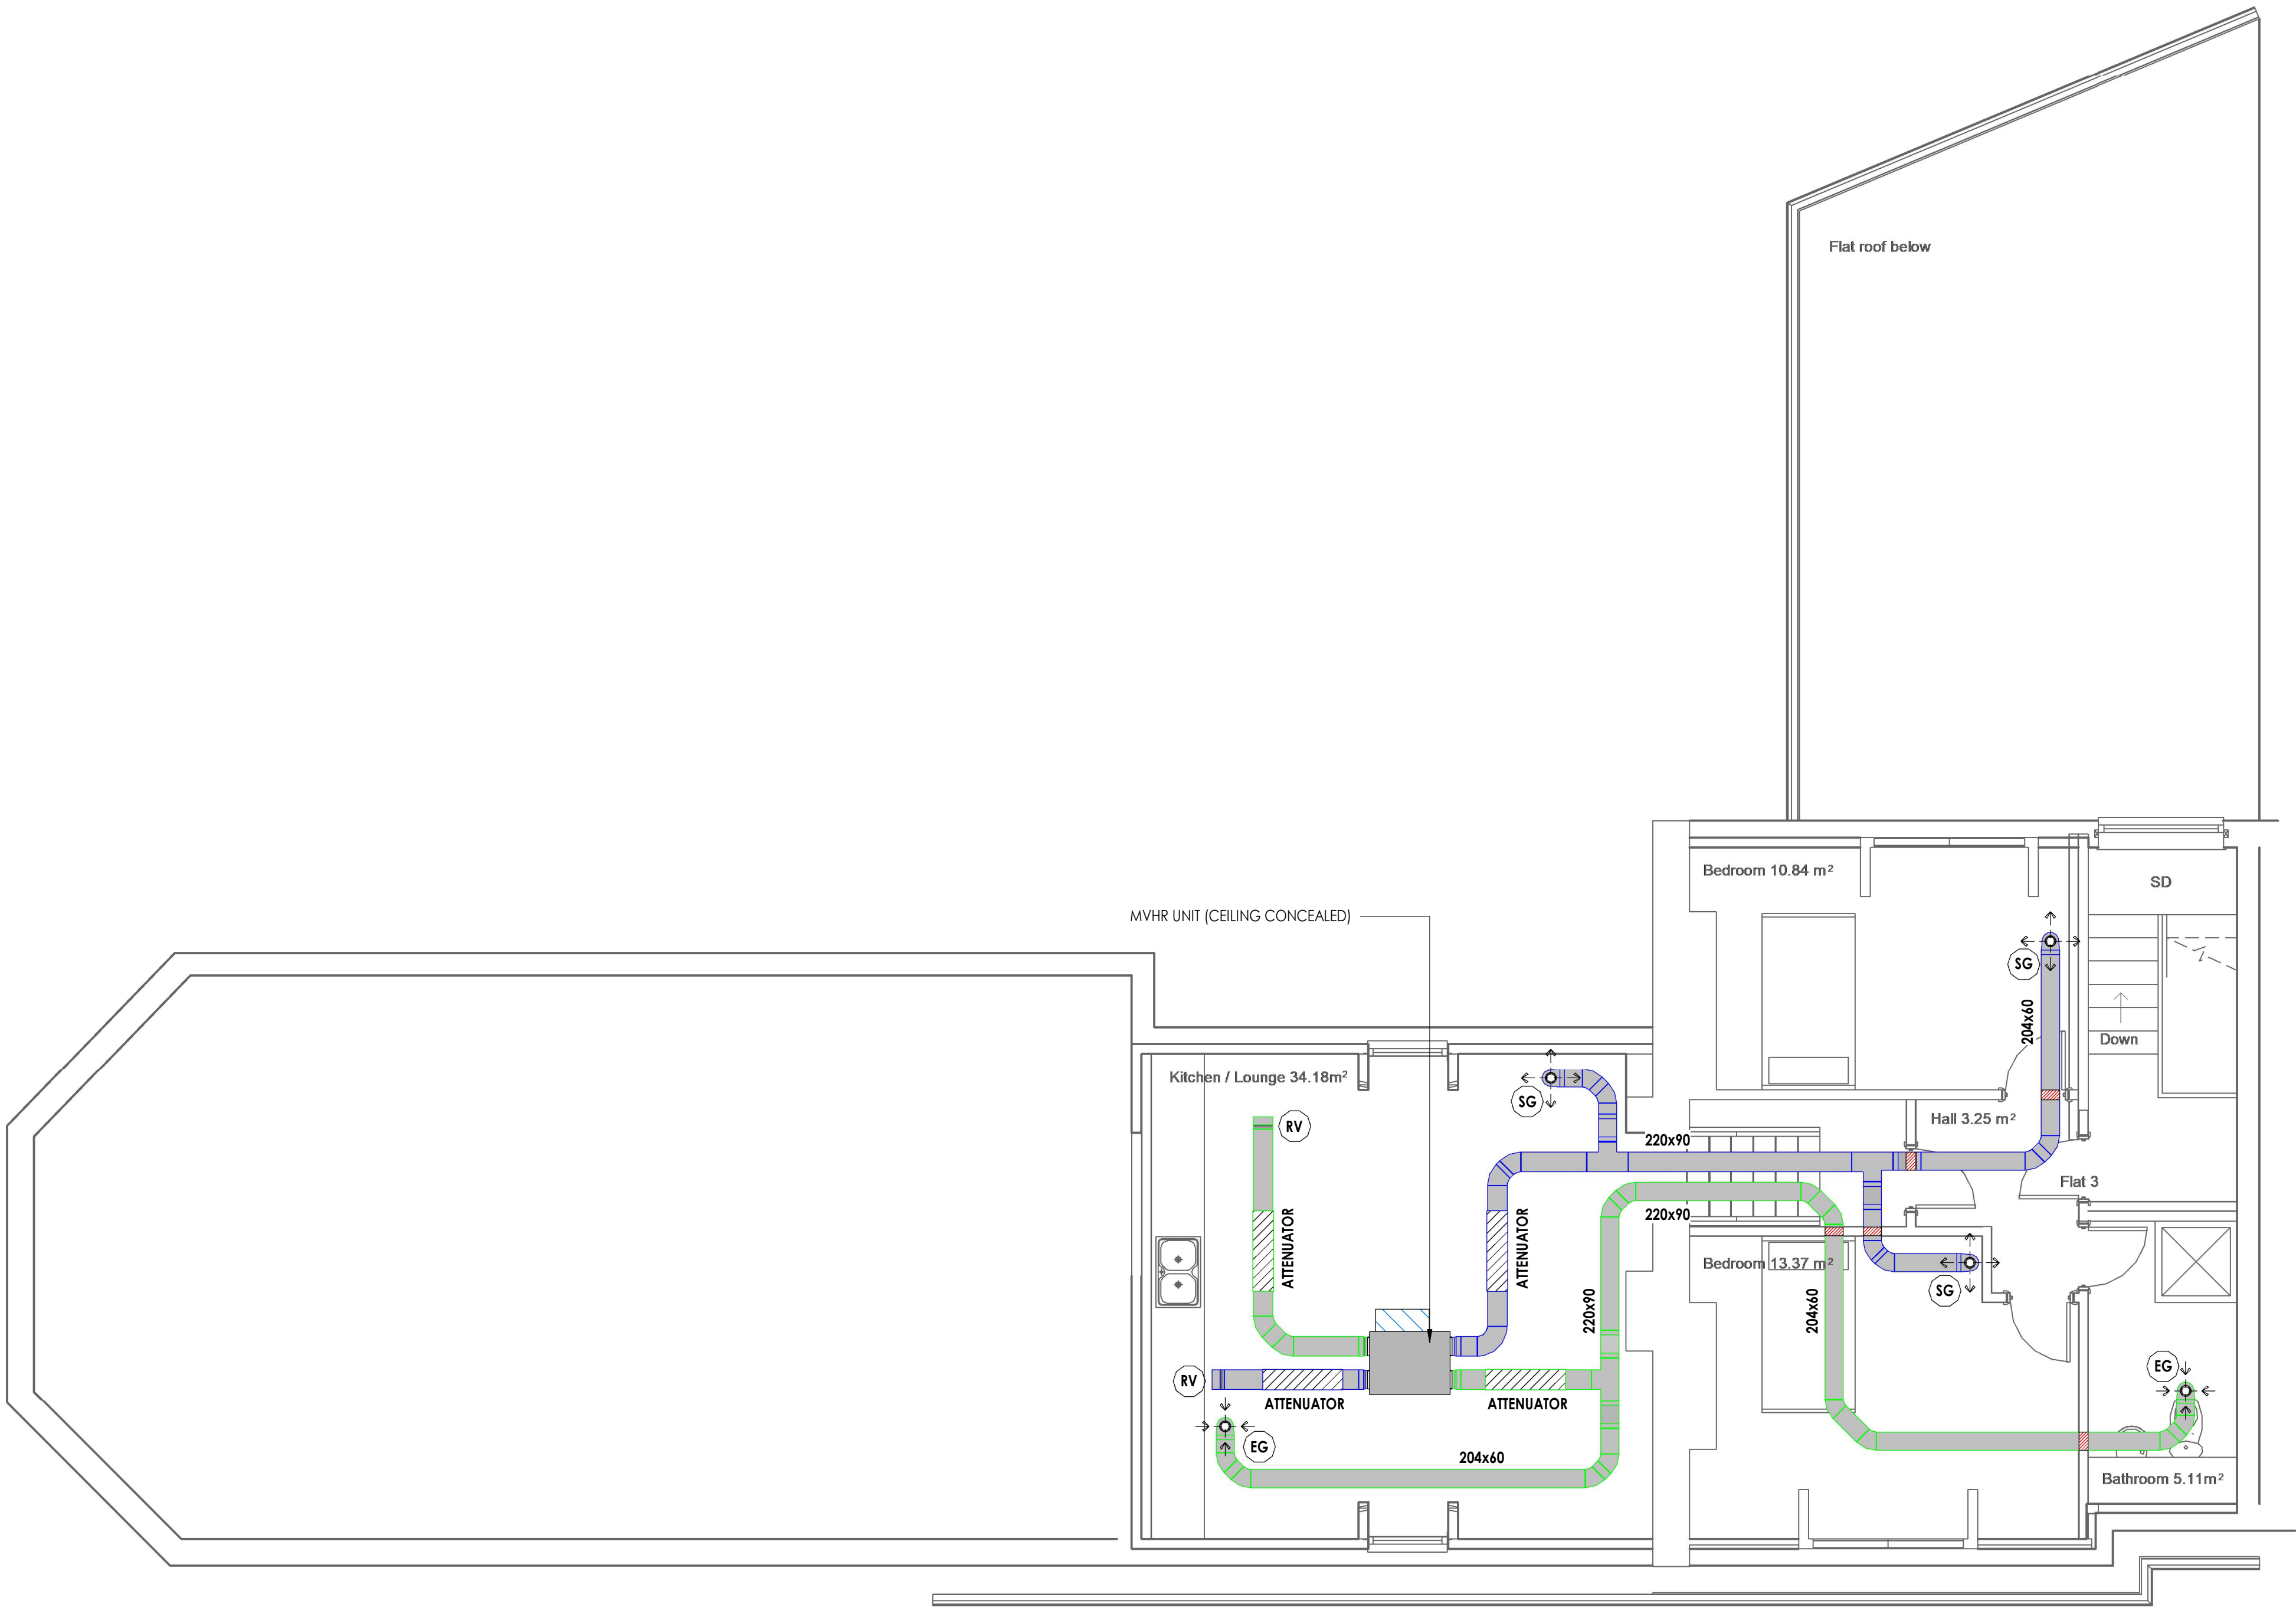 Flat roof below
Bedroom 10.84 m²
SD
MVHR UNIT (CEILING CONCEALED)
SG
204x60
Down
Kitchen / Lounge 34.18m²
SG
RV
Hall 3.25 m²
220x90
Flat 3
220x90
ATTENUATOR
ATTENUATOR
Bedroom 13.37 m²
SG
220x90
204x60
EG
RV
ATTENUATOR
ATTENUATOR
EG
204x60
Bathroom 5.11m²